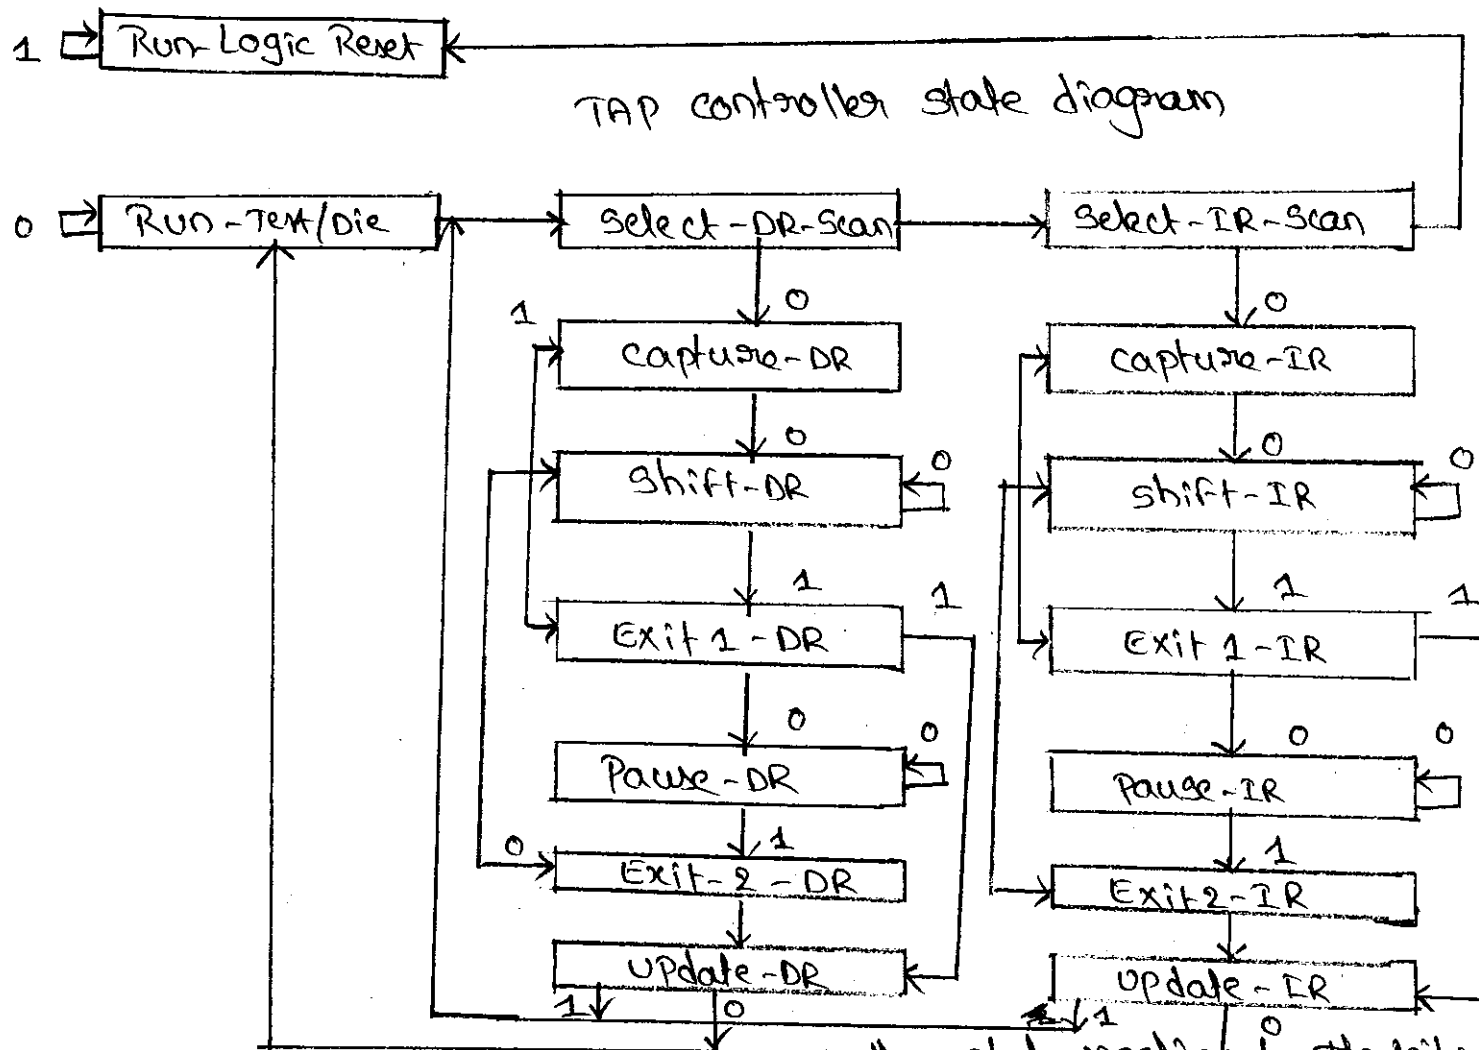 1 Run-Logic Reset
TAP controller state diagram
0 Run-Test/Die
Select-DR-Scan
Select-IR-Scan
0
0
1
Capture-DR
Capture-IR
0
0
Shift-DR
0
Shift-IR
0
1
1
1
1
Exit 1-DR
Exit 1-IR
0
0
0
0
Pause-DR
Pause-IR
0
1
1
Exit-2-DR
Exit2-IR
Update-DR
Update-IR
1
0
1
0